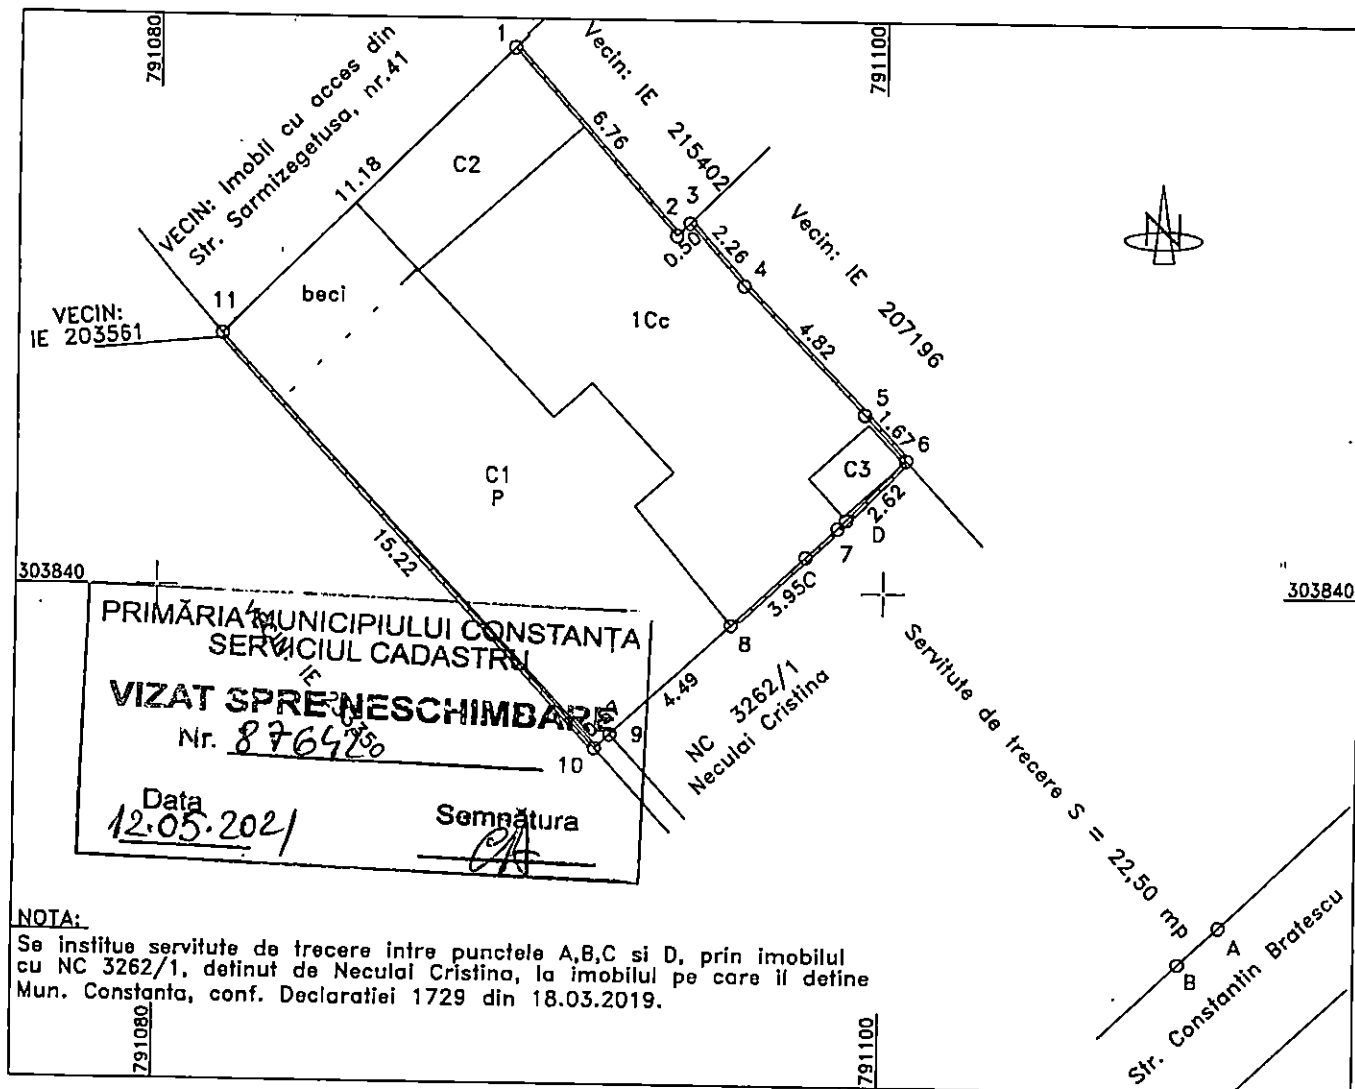 791080
791100
1
VECIN: Imobil cu acces din
Str. Sarmizegetusa, nr.41
11.18
C2
6.76
Vecin: IE 215402
2
3
0.50
2.26
4
Vecin: IE 207196
11
beci
VECIN:
IE 203561
1Cc
4.82
5
1.67
6
C3
2.62
D
7
C1
P
15.22
303840
303840
3.95
C
8
4.49
9
10
NC 3262/1
Neculai Cristina
Servitute de trecere S = 22,50 mp
PRIMĂRIA MUNICIPIULUI CONSTANȚA
SERVICIUL CADASTRU
VIZAT SPRE NESCHIMBARE
Nr. 87642
Data
12.05.2021
Semnătura
A
B
Str. Constantin Bratescu
NOTA:
Se institue servitute de trecere intre punctele A,B,C si D, prin imobilul
cu NC 3262/1, detinut de Neculai Cristina, la imobilul pe care il detine
Mun. Constanta, conf. Declaratiei 1729 din 18.03.2019.
791080
791100